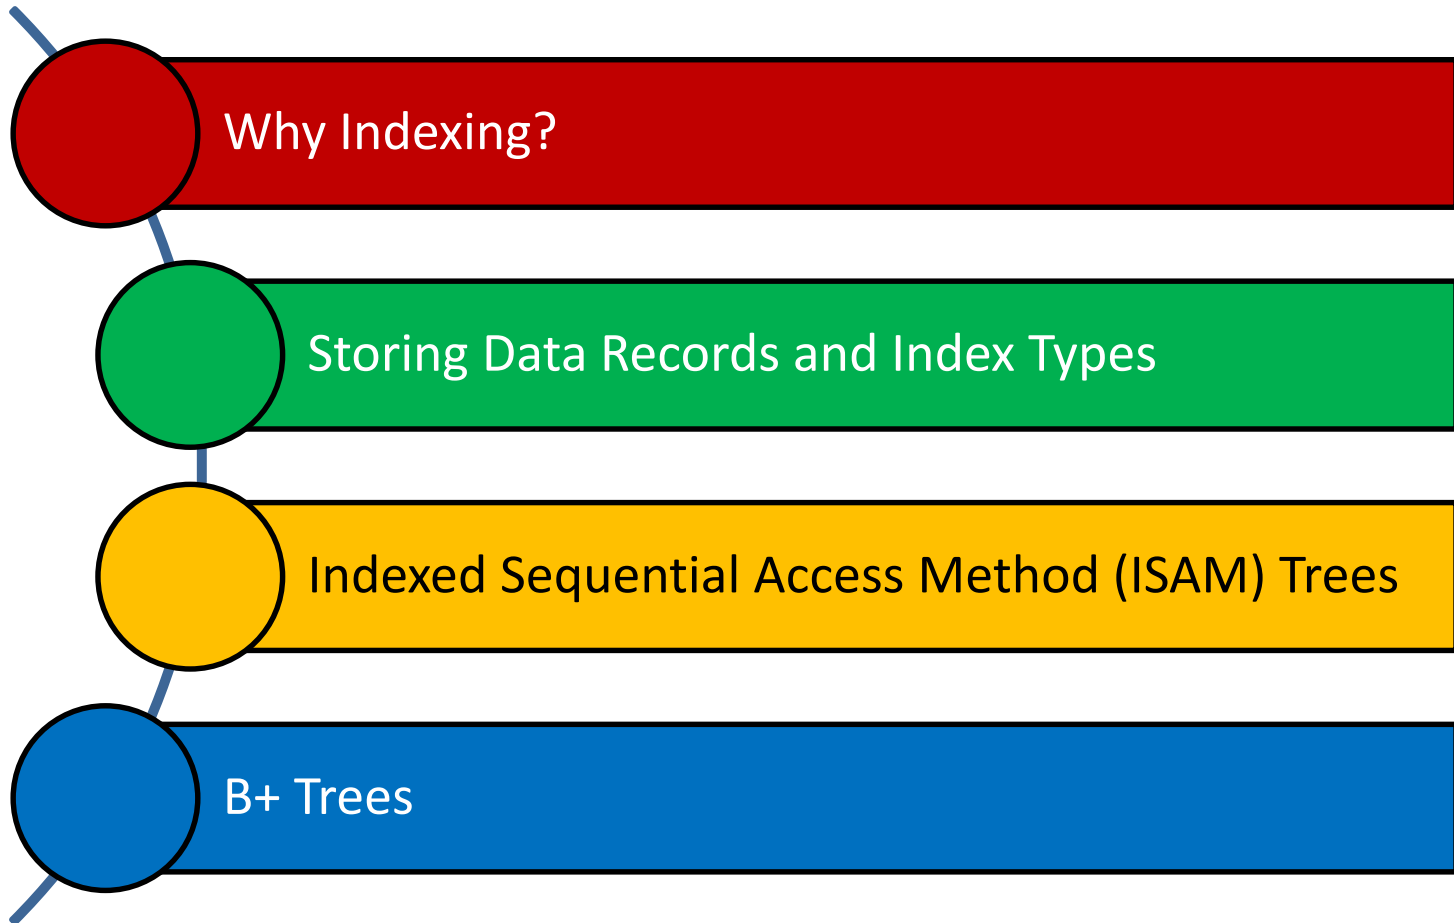 Why Indexing?
Storing Data Records and Index Types
Indexed Sequential Access Method (ISAM) Trees
B+ Trees